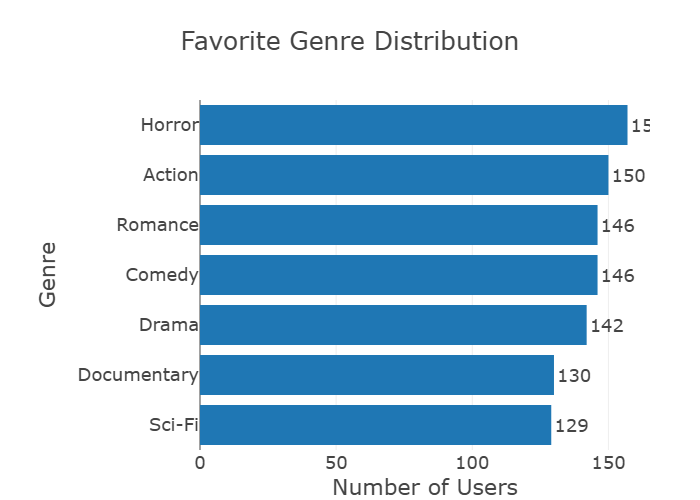 Favorite Genre Distribution
Genre
Horror
Action 150
Romance 146
Comedy 146
Drama 142
Documentary 130
Sci-Fi 129
0 50 100 150
Number of Users